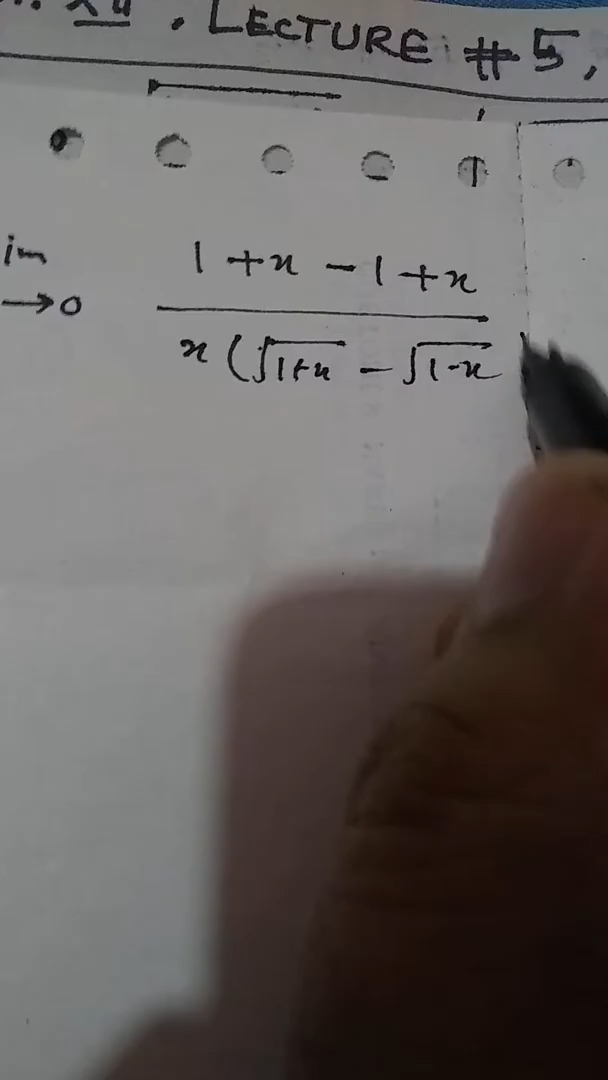 LECTURE # 5,
im 1 + x - 1 + x
→0 x (√1+x - √1-x )